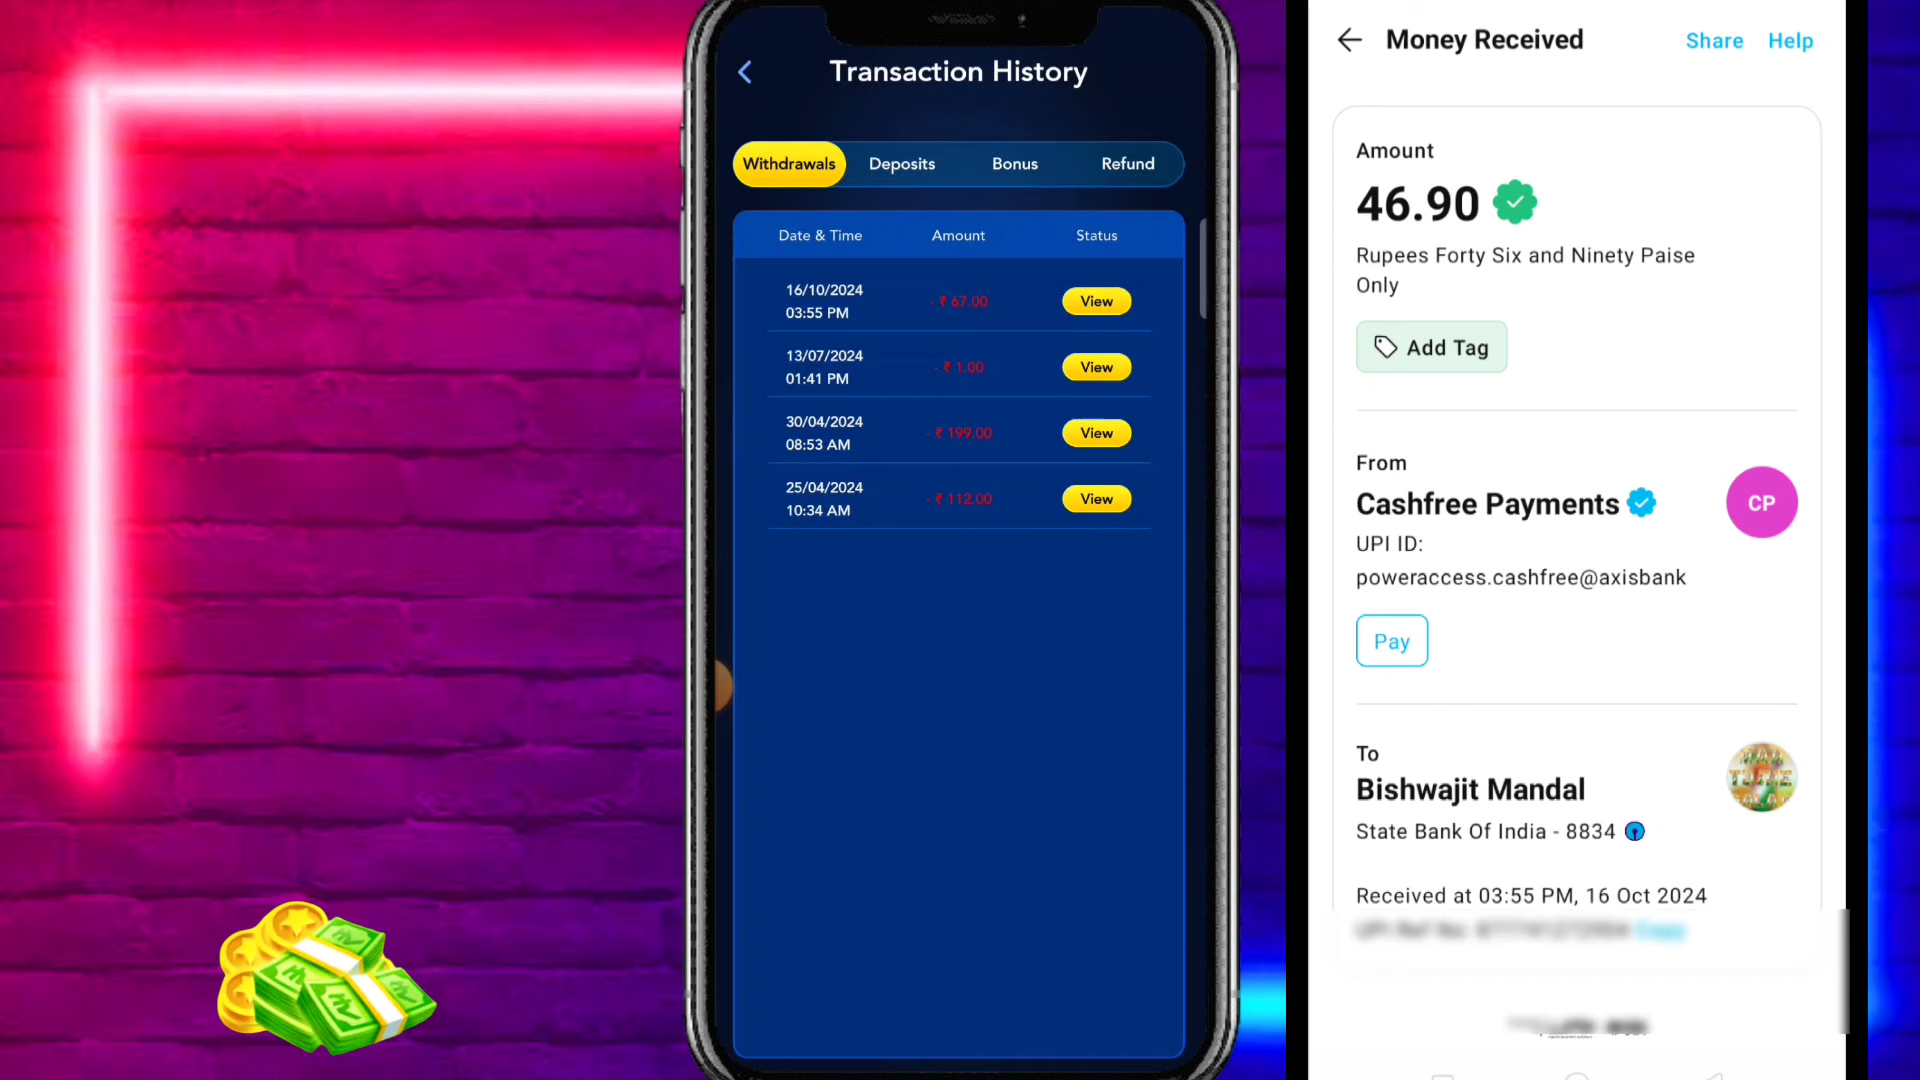 Transaction History
Withdrawals
Deposits
Bonus
Refund
Date & Time
Amount
Status
16/10/2024
03:55 PM
- ₹ 67.00
View
13/07/2024
01:41 PM
- ₹ 1.00
View
30/04/2024
08:53 AM
- ₹ 199.00
View
25/04/2024
10:34 AM
- ₹ 112.00
View
Money Received
Share
Help
Amount
46.90
Rupees Forty Six and Ninety Paise
Only
Add Tag
From
Cashfree Payments
CP
UPI ID:
poweraccess.cashfree@axisbank
Pay
To
Bishwajit Mandal
State Bank Of India - 8834
Received at 03:55 PM, 16 Oct 2024